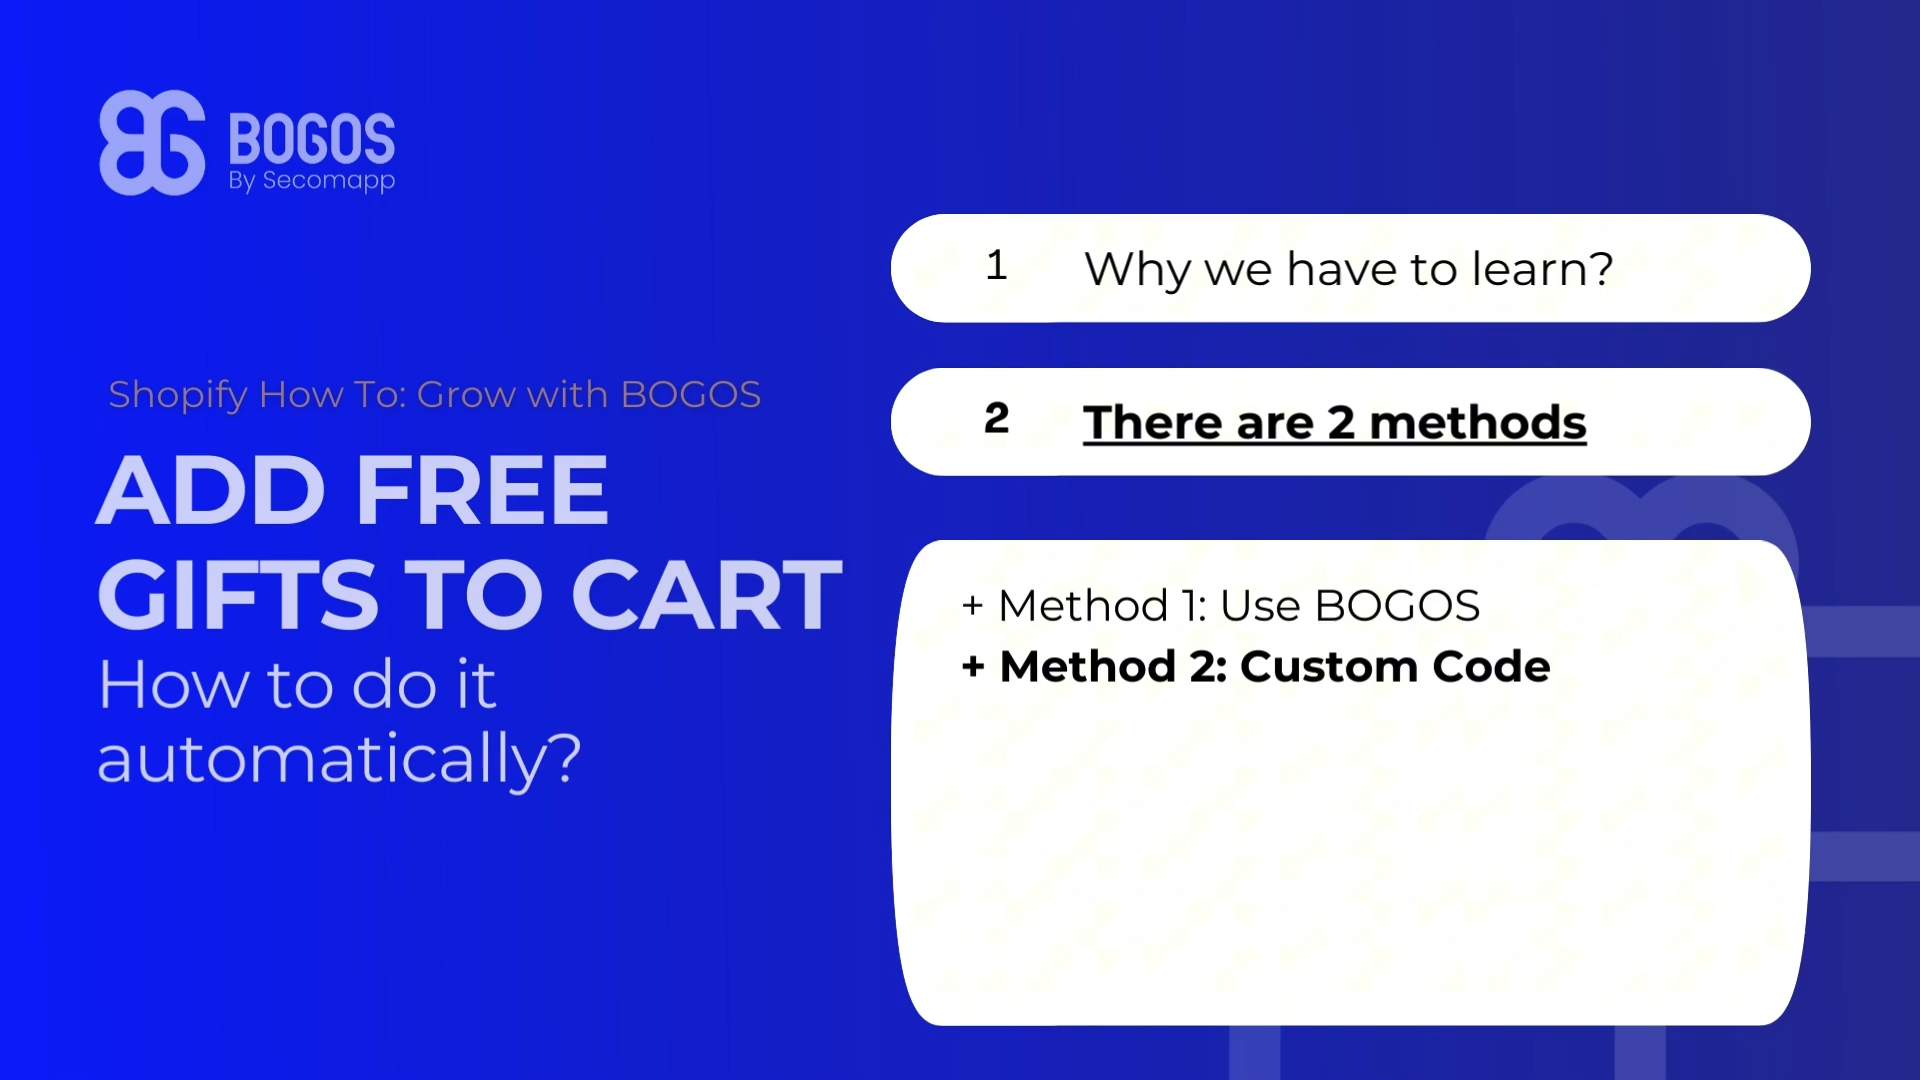 BOGOS
By Secomapp
Shopify How To: Grow with BOGOS
ADD FREE
GIFTS TO CART
How to do it
automatically?
1 Why we have to learn?
2 There are 2 methods
+ Method 1: Use BOGOS
+ Method 2: Custom Code